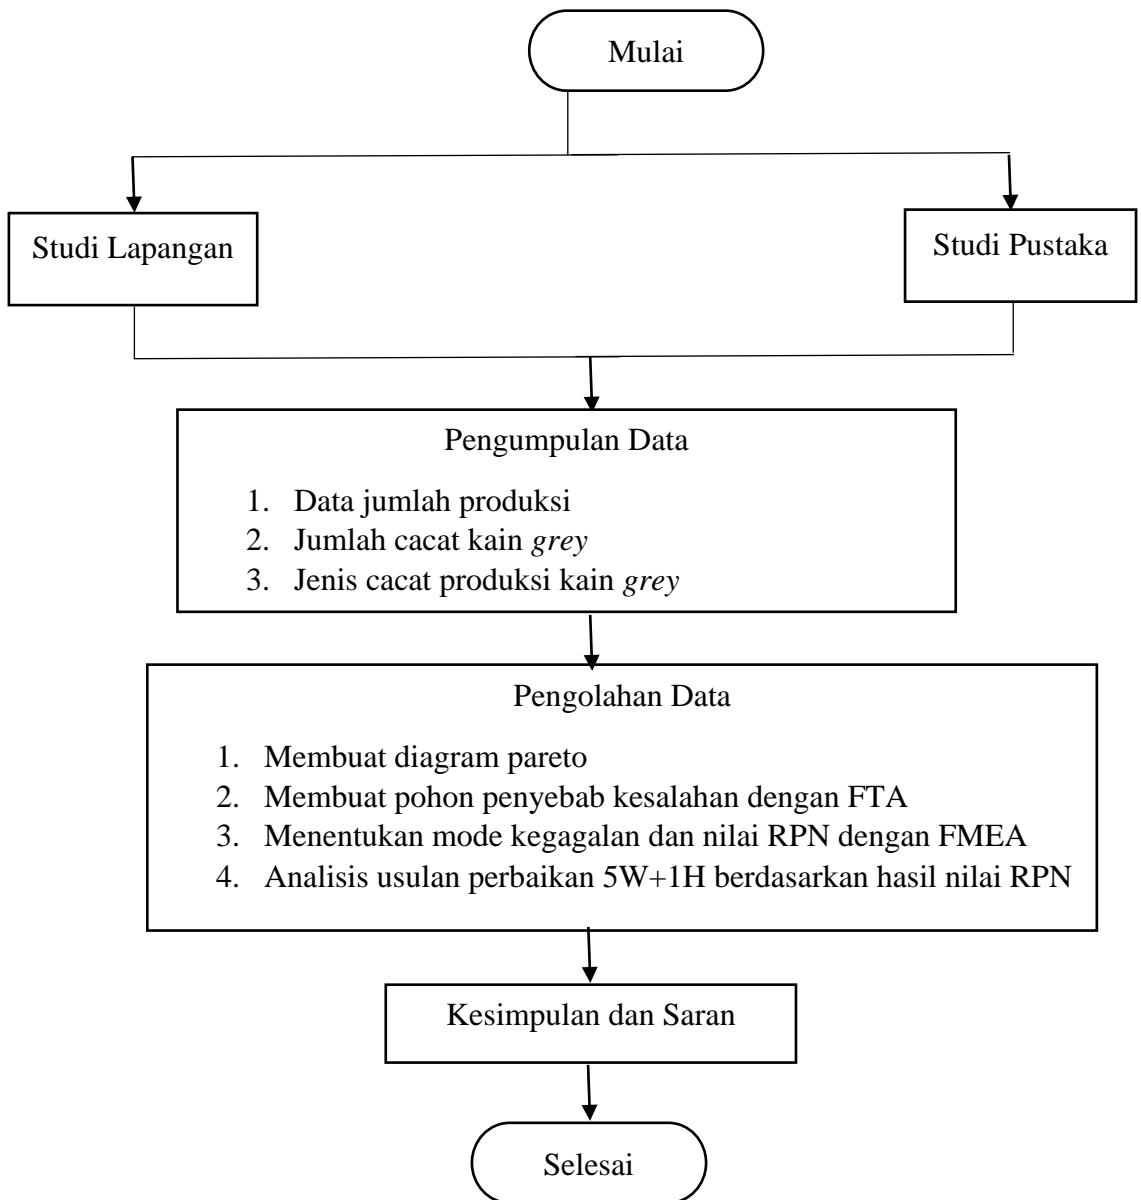 Mulai
Studi Lapangan
Studi Pustaka
Pengumpulan Data
1. Data jumlah produksi
2. Jumlah cacat kain grey
3. Jenis cacat produksi kain grey
Pengolahan Data
1. Membuat diagram pareto
2. Membuat pohon penyebab kesalahan dengan FTA
3. Menentukan mode kegagalan dan nilai RPN dengan FMEA
4. Analisis usulan perbaikan 5W+1H berdasarkan hasil nilai RPN
Kesimpulan dan Saran
Selesai